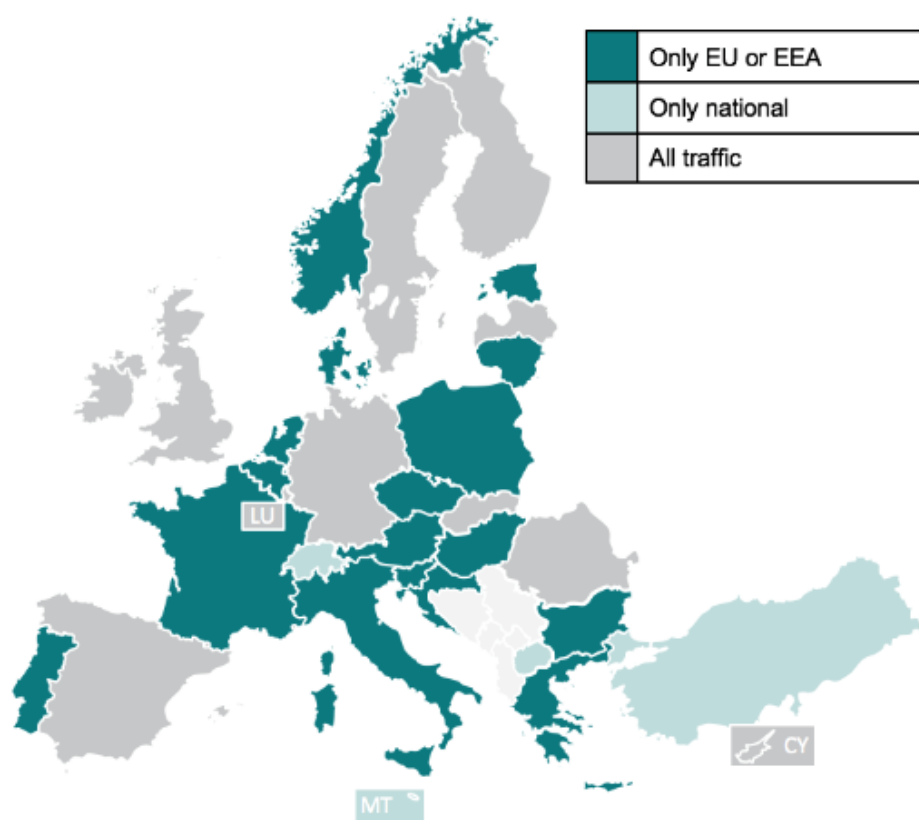 Only EU or EEA
Only national
All traffic
LU
CY
MT